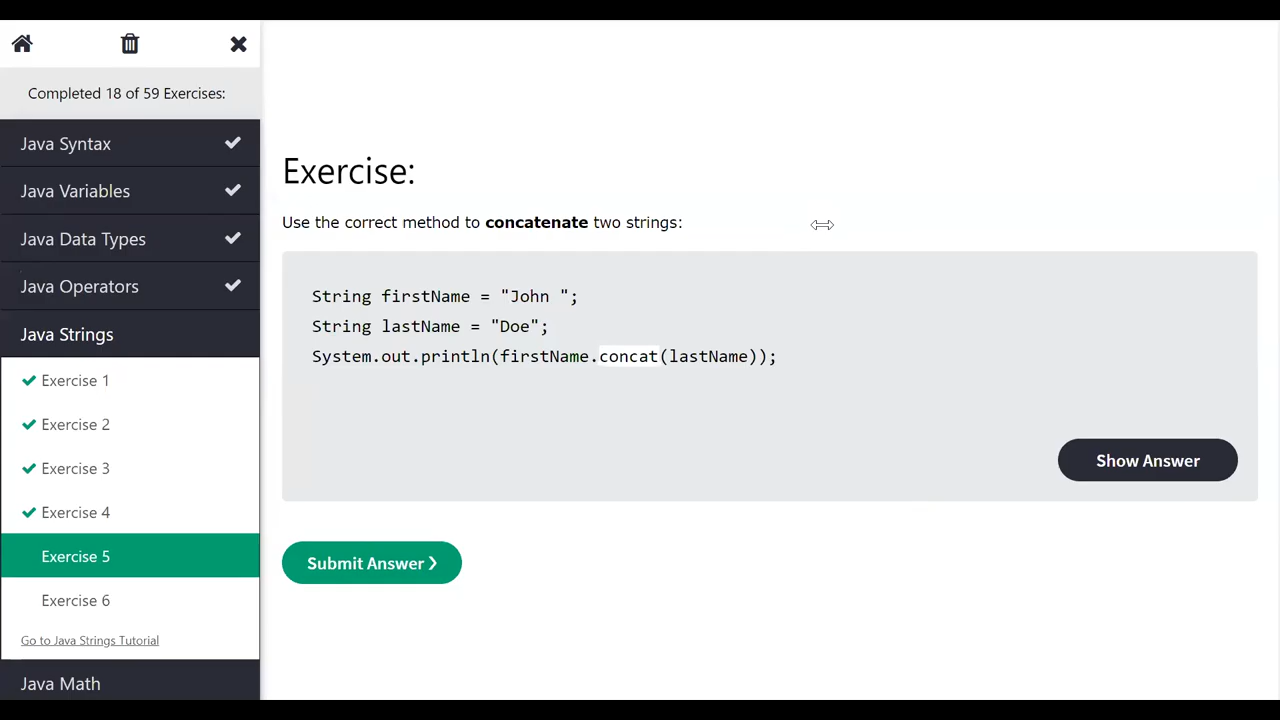 Completed 18 of 59 Exercises:
Java Syntax
Java Variables
Java Data Types
Java Operators
Java Strings
Exercise 1
Exercise 2
Exercise 3
Exercise 4
Exercise 5
Exercise 6
Go to Java Strings Tutorial
Java Math
Exercise:
Use the correct method to concatenate two strings:
String firstName = "John ";
String lastName = "Doe";
System.out.println(firstName.concat(lastName));
Show Answer
Submit Answer ❯